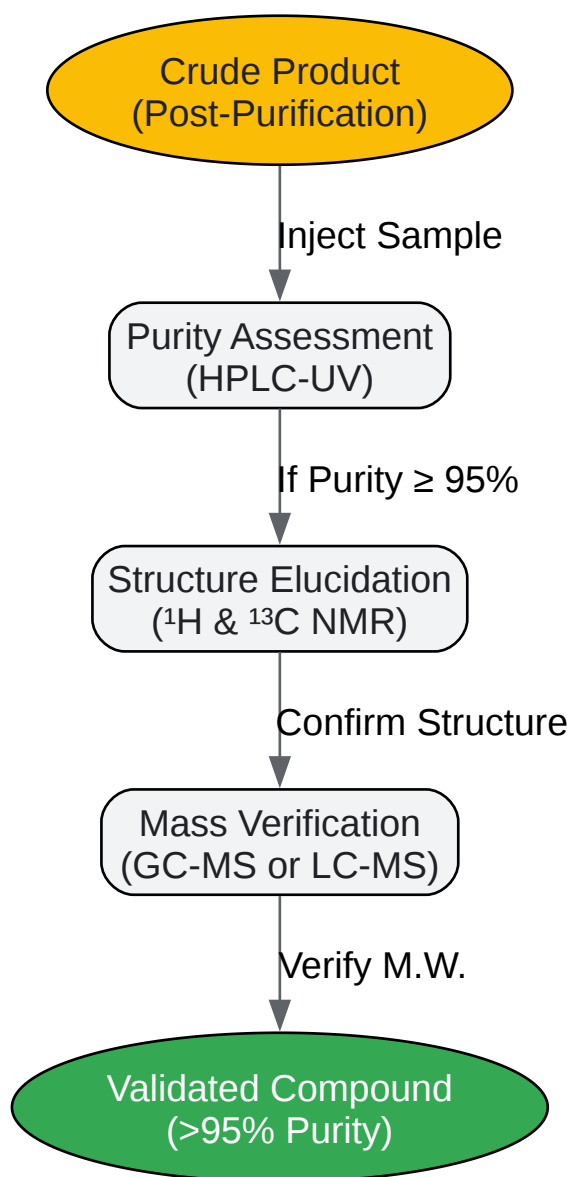 Crude Product
(Post-Purification)
Inject Sample
Purity Assessment
(HPLC-UV)
If Purity ≥ 95%
Structure Elucidation
(¹H & ¹³C NMR)
Confirm Structure
Mass Verification
(GC-MS or LC-MS)
Verify M.W.
Validated Compound
(>95% Purity)